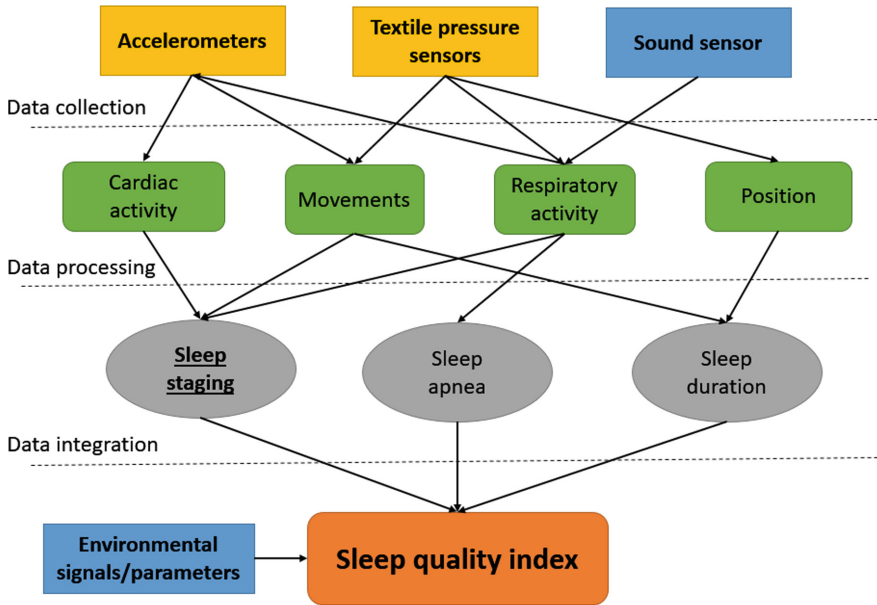 Accelerometers
Textile pressure
sensors
Sound sensor
Data collection
Cardiac
activity
Movements
Respiratory
activity
Position
Data processing
Sleep
staging
Sleep
apnea
Sleep
duration
Data integration
Environmental
signals/parameters
Sleep quality index